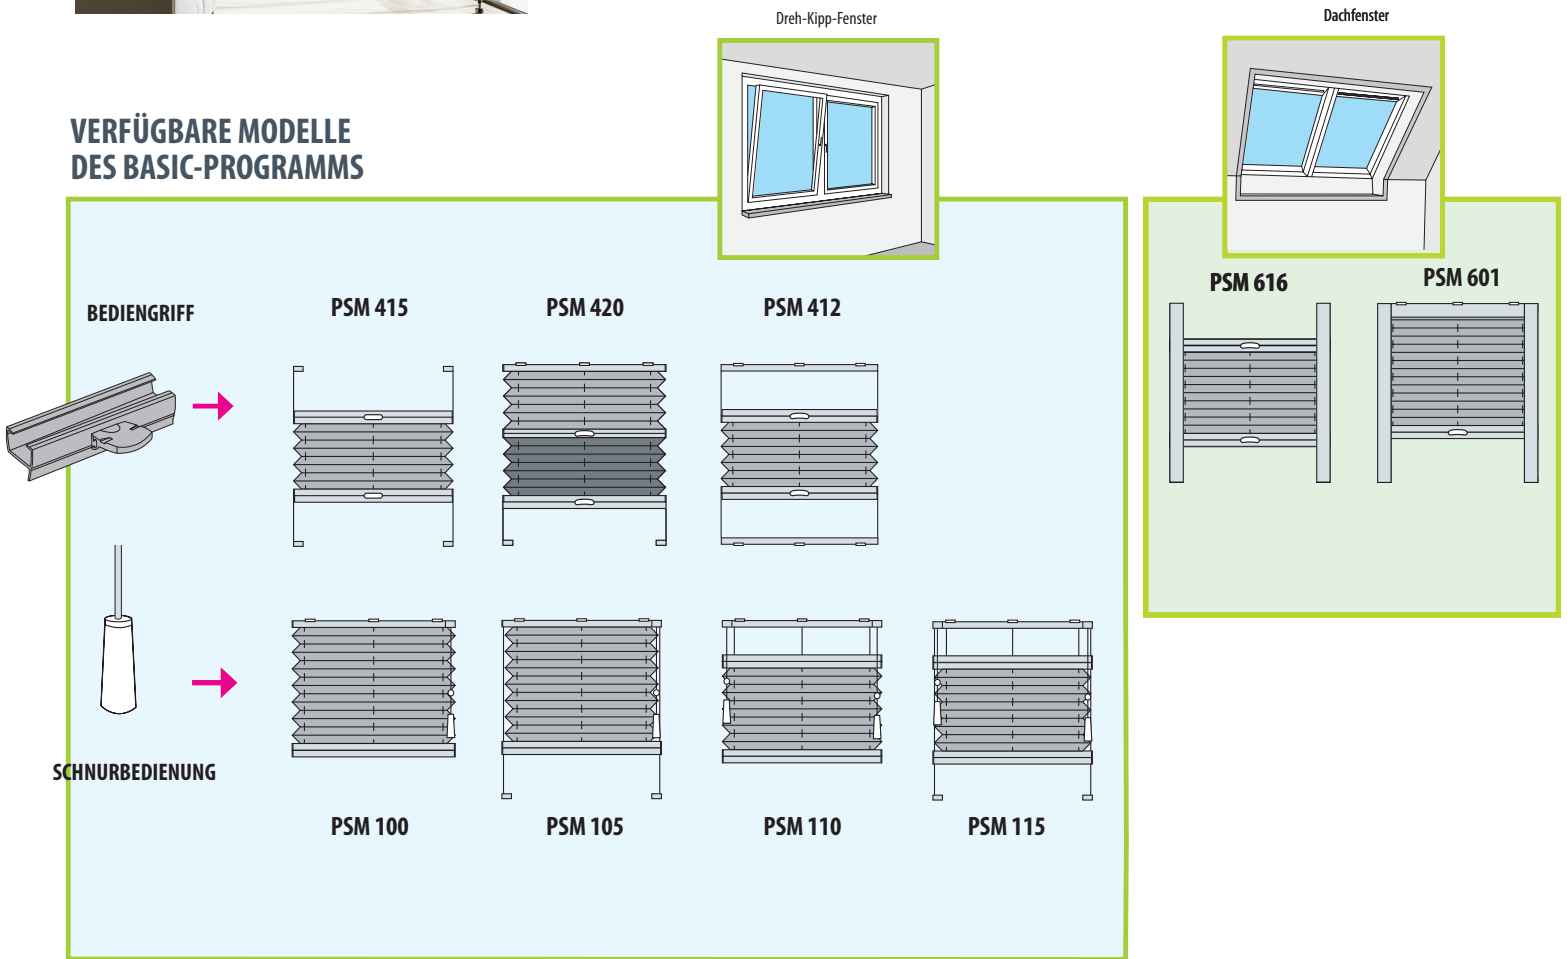 Dreh-Kipp-Fenster
Dachfenster
VERFÜGBARE MODELLE
DES BASIC-PROGRAMMS
BEDIENGRIFF
PSM 415
PSM 420
PSM 412
PSM 616
PSM 601
SCHNURBEDIENUNG
PSM 100
PSM 105
PSM 110
PSM 115